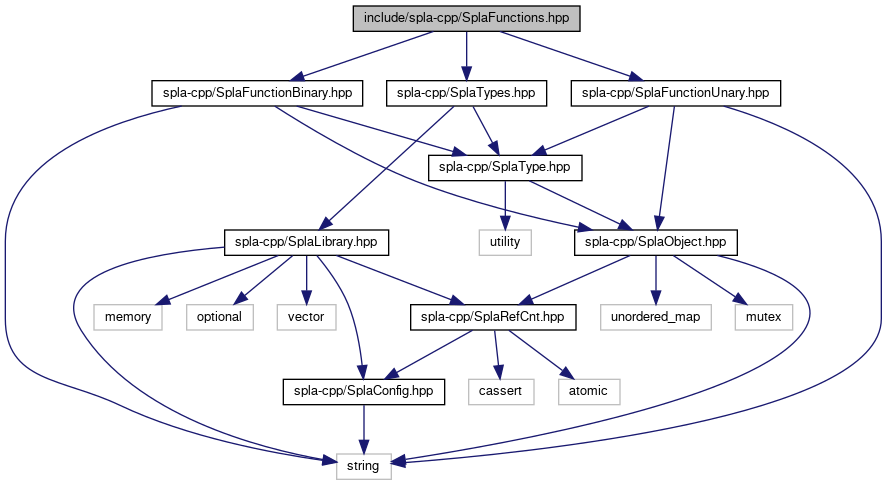 include/spla-cpp/SplaFunctions.hpp
spla-cpp/SplaFunctionBinary.hpp
spla-cpp/SplaTypes.hpp
spla-cpp/SplaFunctionUnary.hpp
spla-cpp/SplaType.hpp
spla-cpp/SplaLibrary.hpp
utility
spla-cpp/SplaObject.hpp
memory
optional
vector
spla-cpp/SplaRefCnt.hpp
unordered_map
mutex
spla-cpp/SplaConfig.hpp
cassert
atomic
string